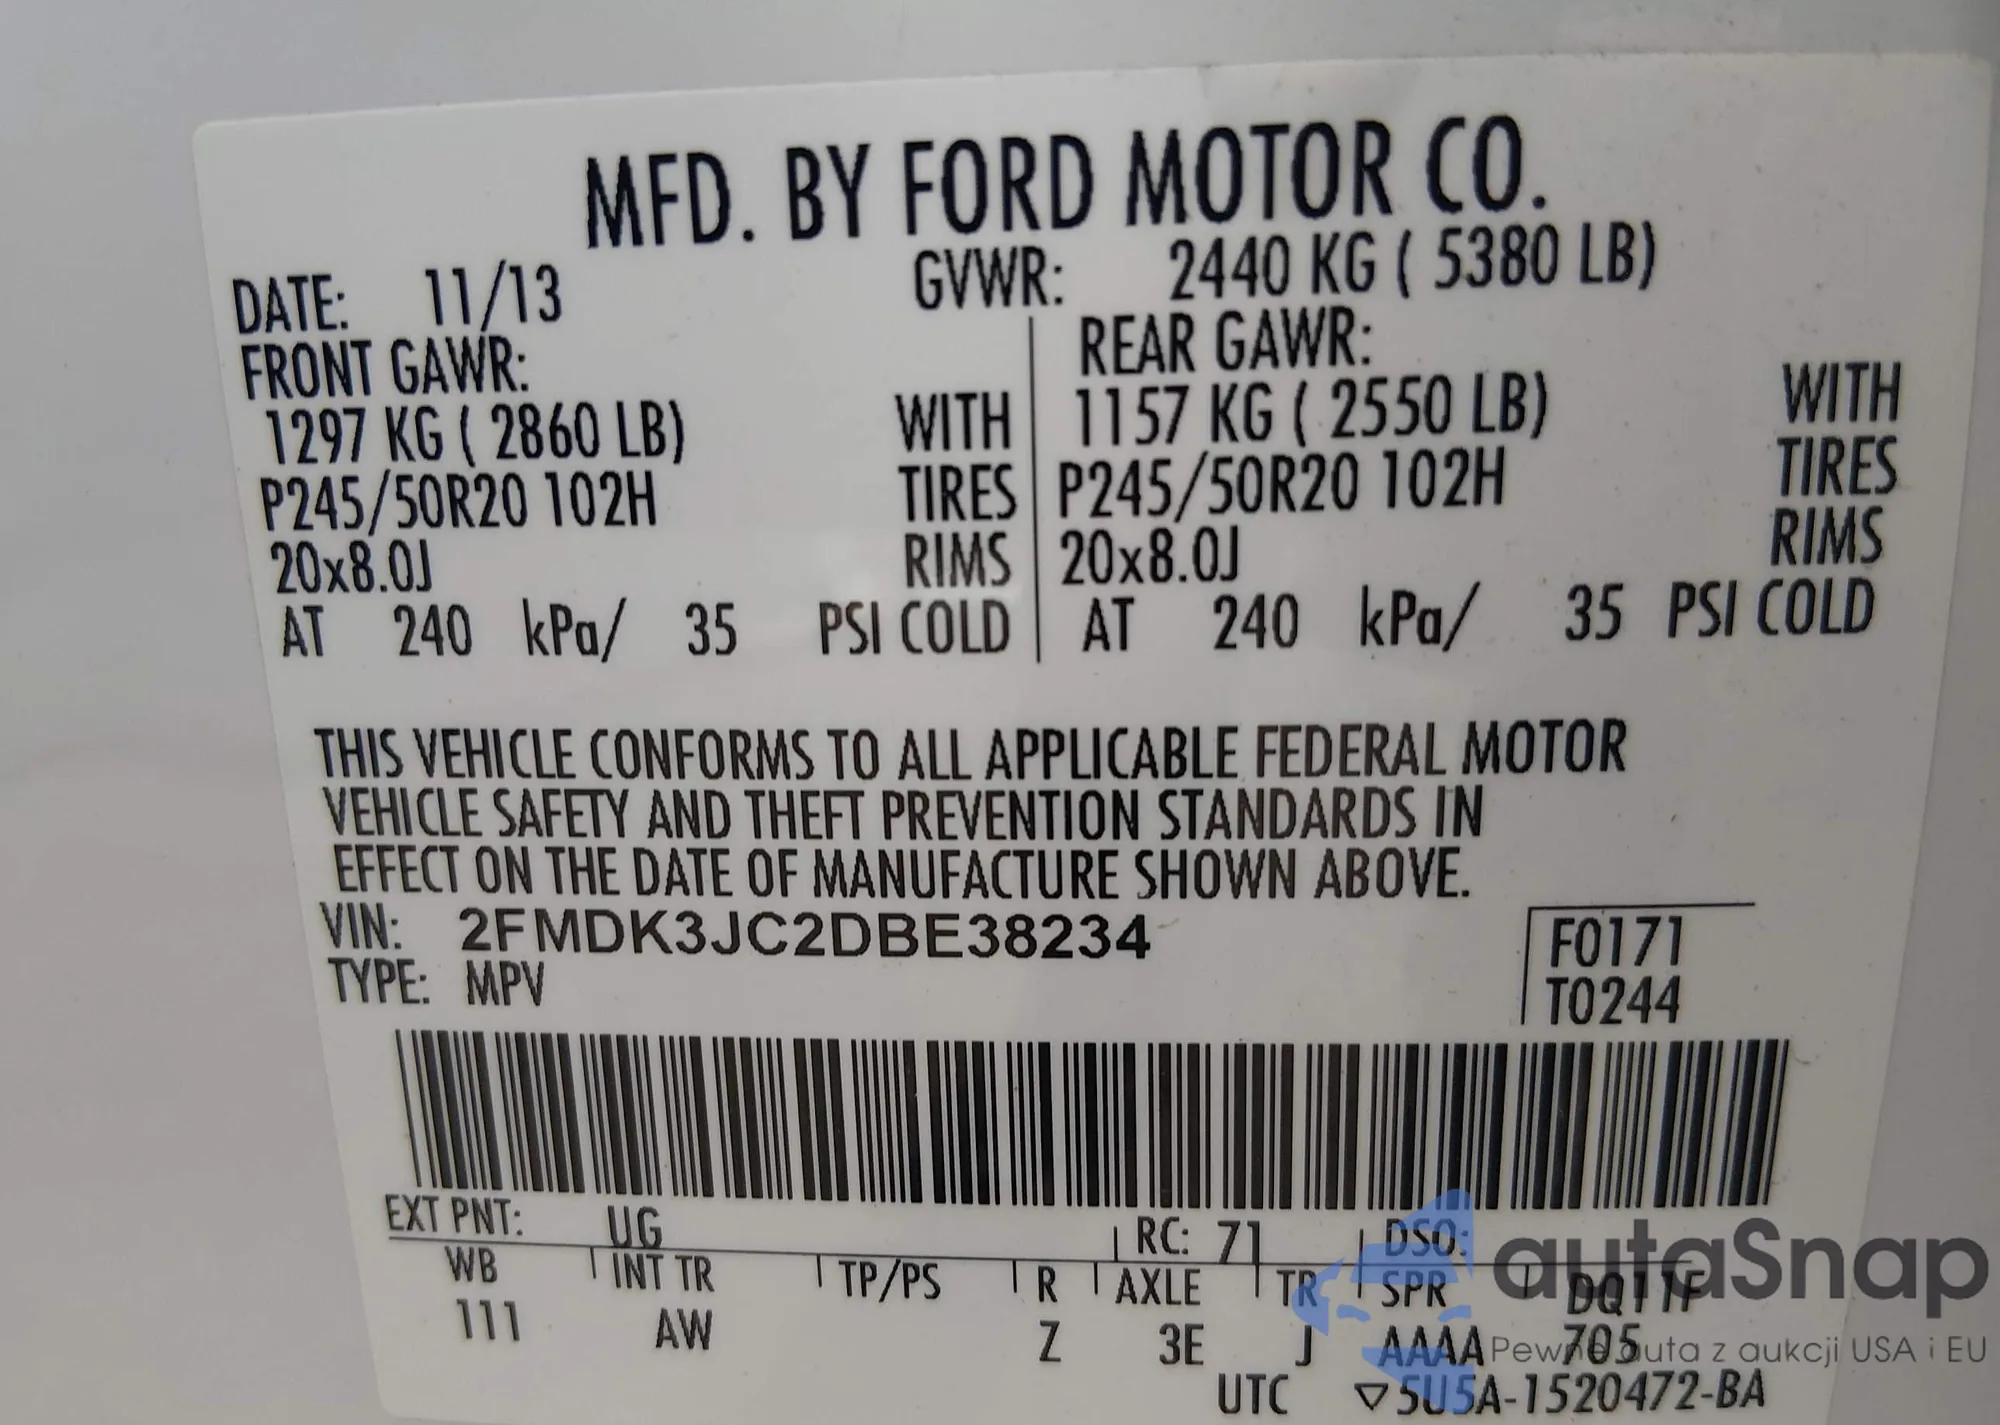 MFD. BY FORD MOTOR CO.
DATE: 11/13 GVWR: 2440 KG ( 5380 LB)
FRONT GAWR: REAR GAWR:
1297 KG ( 2860 LB) WITH 1157 KG ( 2550 LB) WITH
P245/50R20 102H TIRES P245/50R20 102H TIRES
20x8.0J RIMS 20x8.0J RIMS
AT 240 kPa/ 35 PSI COLD AT 240 kPa/ 35 PSI COLD
THIS VEHICLE CONFORMS TO ALL APPLICABLE FEDERAL MOTOR
VEHICLE SAFETY AND THEFT PREVENTION STANDARDS IN
EFFECT ON THE DATE OF MANUFACTURE SHOWN ABOVE.
VIN: 2FMDK3JC2DBE38234 F0171
TYPE: MPV T0244
EXT PNT: UG RC: 71 DSO:
WB INT TR TP/PS R AXLE TR SPR DQ11F
111 AW Z 3E J AAAA 705
UTC ▽5U5A-1520472-BA
autaSnap
Pewne auta z aukcji USA i EU